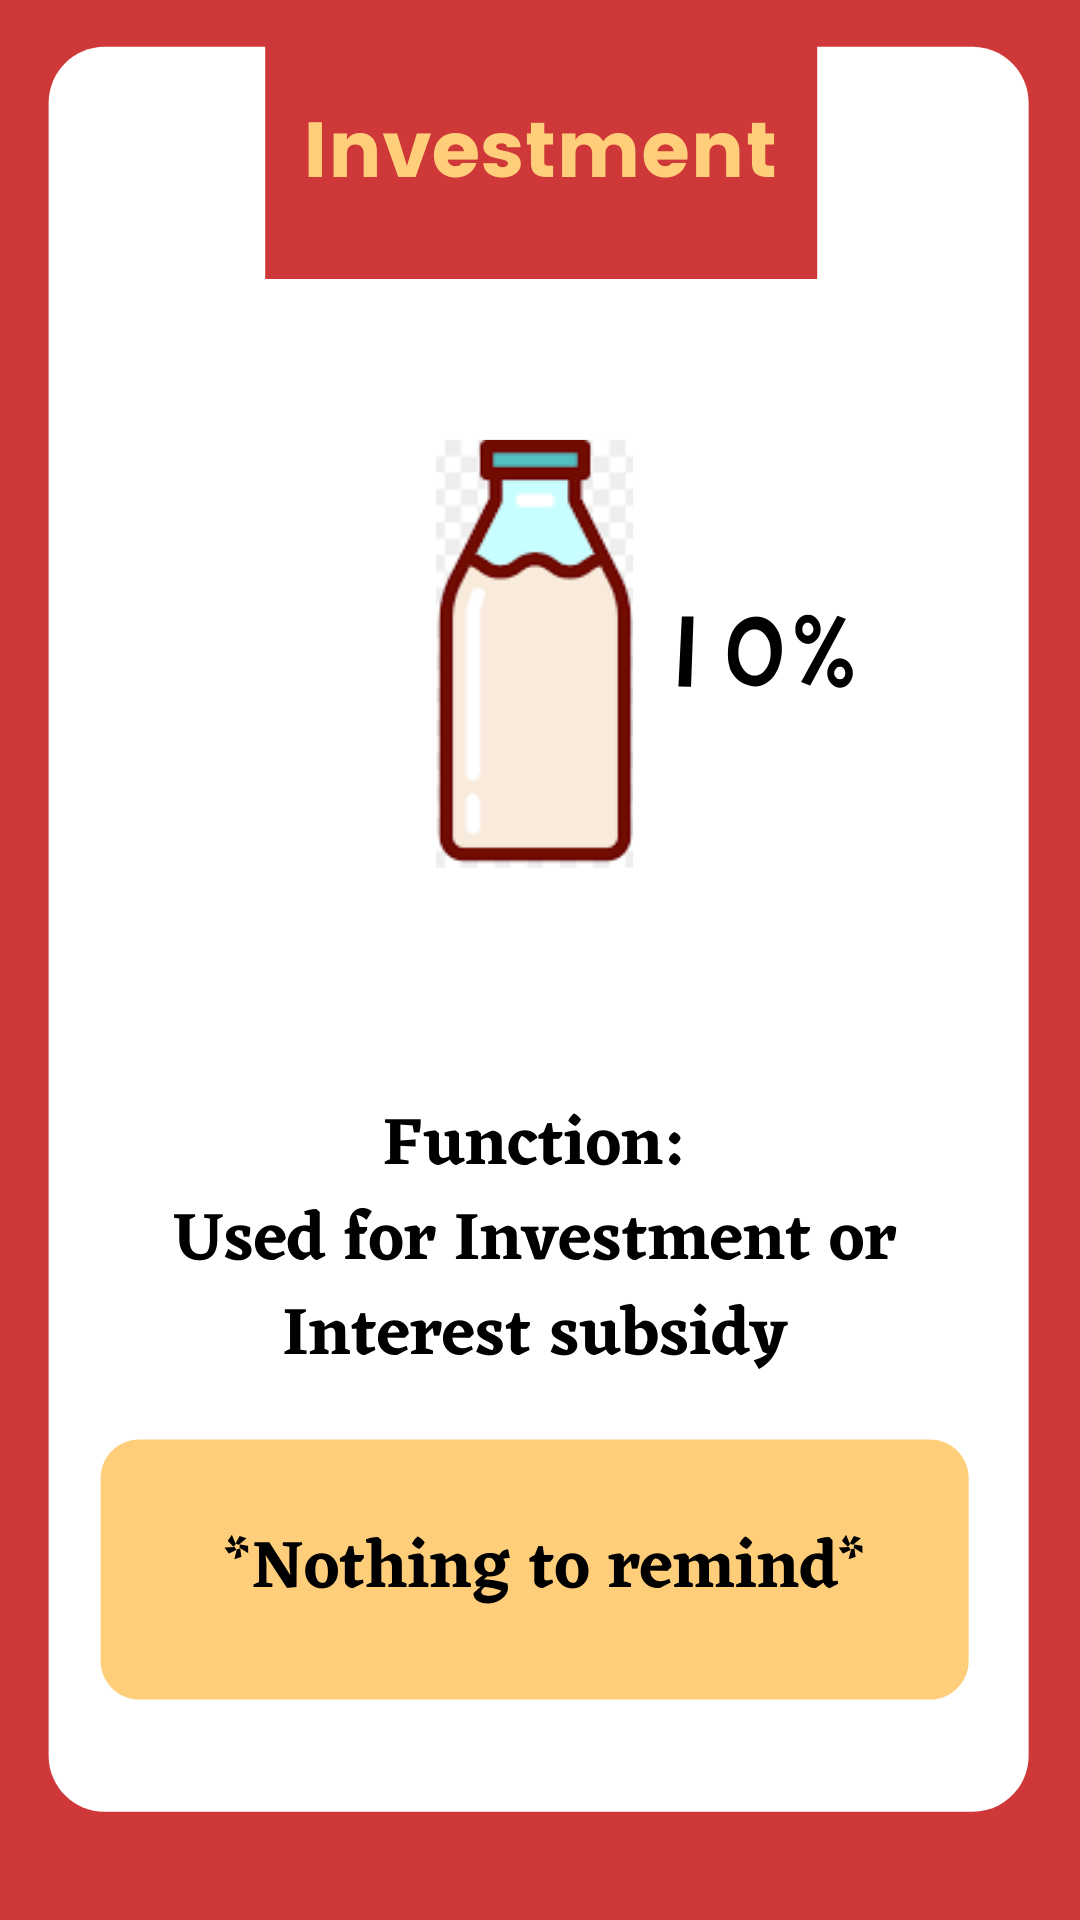 Investment
10%
Function:
Used for Investment or
Interest subsidy
*Nothing to remind*